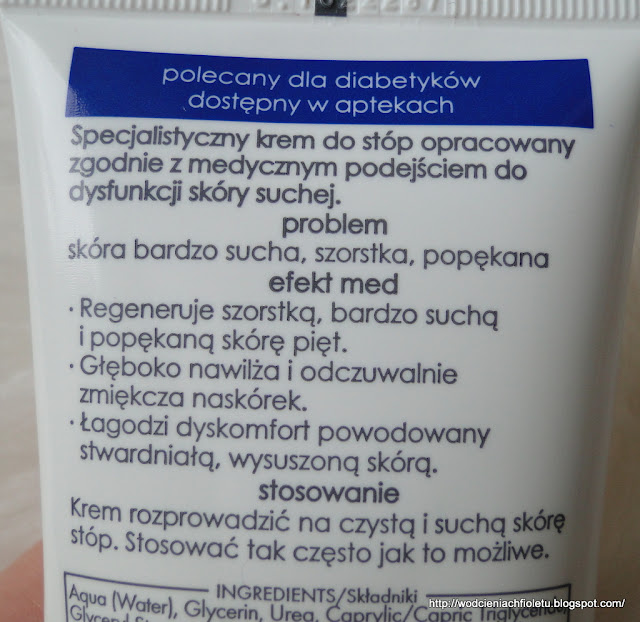 polecany dla diabetyków
dostępny w aptekach
Specjalistyczny krem do stóp opracowany
zgodnie z medycznym podejściem do
dysfunkcji skóry suchej.
problem
skóra bardzo sucha, szorstka, popękana
efekt med
· Regeneruje szorstką, bardzo suchą
i popękaną skórę pięt.
· Głęboko nawilża i odczuwalnie
zmiękcza naskórek.
· Łagodzi dyskomfort powodowany
stwardniałą, wysuszoną skórą.
stosowanie
Krem rozprowadzić na czystą i suchą skórę
stóp. Stosować tak często jak to możliwe.
INGREDIENTS/Składniki
Aqua (Water), Glycerin, Urea, Caprylic/Capric
http://wodcieniachfioletu.blogspot.com/